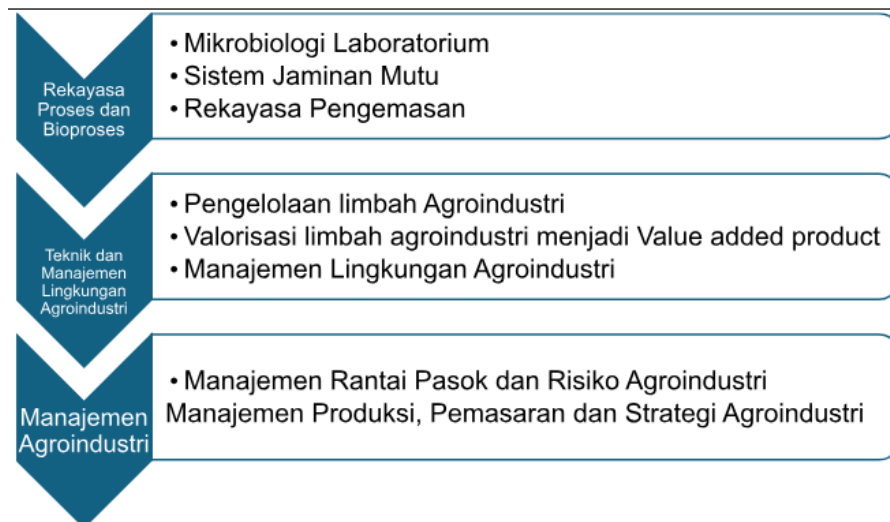 Rekayasa
Proses dan
Bioproses
• Mikrobiologi Laboratorium
• Sistem Jaminan Mutu
• Rekayasa Pengemasan
Teknik dan
Manajemen
Lingkungan
Agroindustri
• Pengelolaan limbah Agroindustri
• Valorisasi limbah agroindustri menjadi Value added product
• Manajemen Lingkungan Agroindustri
Manajemen
Agroindustri
• Manajemen Rantai Pasok dan Risiko Agroindustri
Manajemen Produksi, Pemasaran dan Strategi Agroindustri